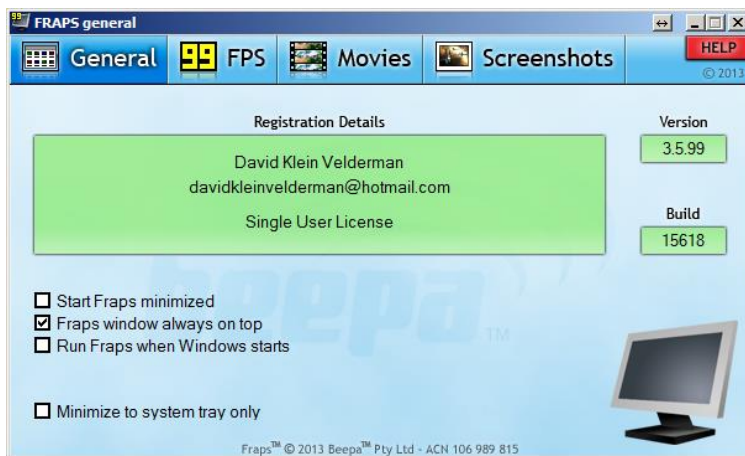 99 FRAPS general
General 99 FPS Movies Screenshots HELP
© 2013
Registration Details
Version
David Klein Velderman
davidkleinvelderman@hotmail.com
Single User License
3.5.99
Build
15618
beepa™
Start Fraps minimized
Fraps window always on top
Run Fraps when Windows starts
Minimize to system tray only
Fraps™ © 2013 Beepa™ Pty Ltd - ACN 106 989 815